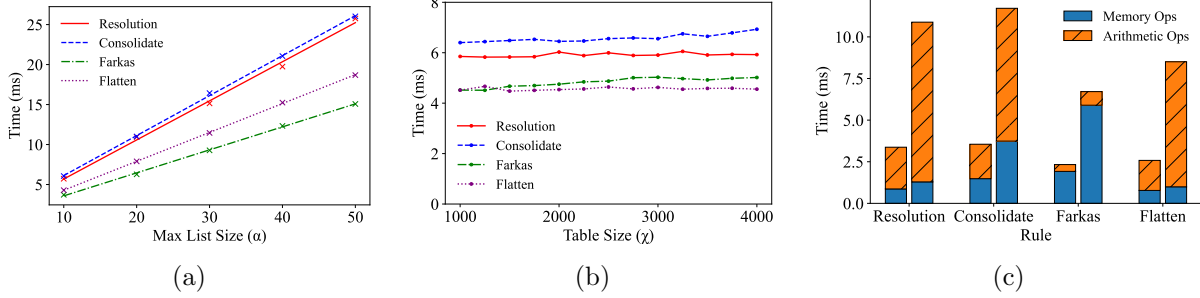 25
20
15
10
5
Time (ms)
Resolution
Consolidate
Farkas
Flatten
10
20
30
40
50
Max List Size (α)
(a)
8
6
4
2
0
Time (ms)
Resolution
Consolidate
Farkas
Flatten
1000
2000
3000
4000
Table Size (χ)
(b)
10.0
7.5
5.0
2.5
0.0
Time (ms)
Memory Ops
Arithmetic Ops
Resolution
Consolidate
Farkas
Flatten
Rule
(c)